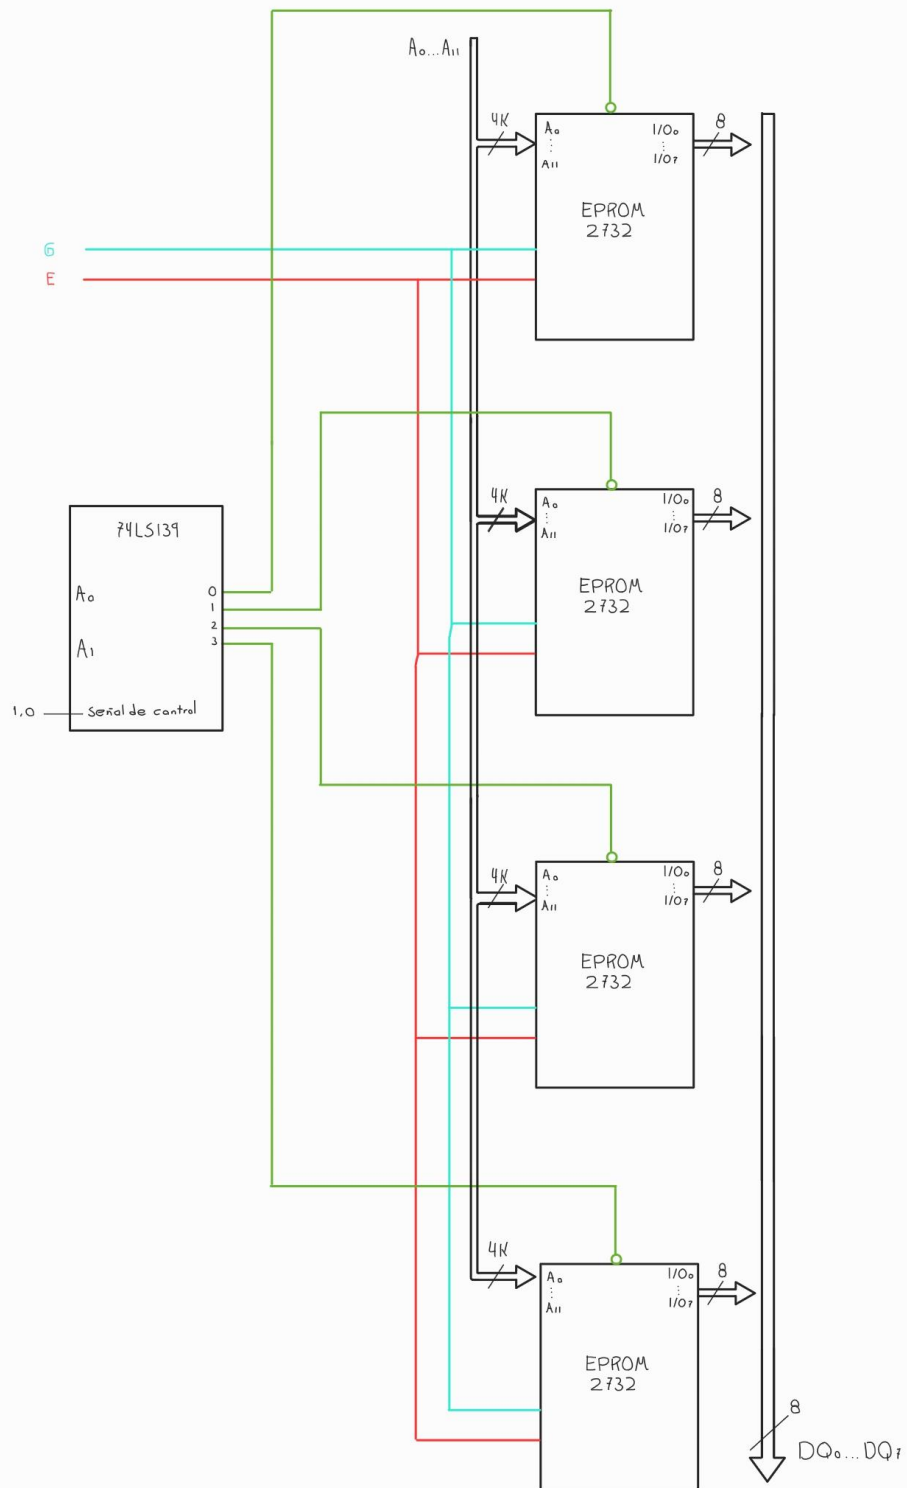 A₀...A₁₁
4K
8
A₀
⋮
A₁₁
I/O₀
⋮
I/O₇
EPROM
2732
G
E
4K
8
A₀
⋮
A₁₁
I/O₀
⋮
I/O₇
EPROM
2732
74LS139
A₀
A₁
0
1
2
3
1,0
señal de control
4K
8
A₀
⋮
A₁₁
I/O₀
⋮
I/O₇
EPROM
2732
4K
8
A₀
⋮
A₁₁
I/O₀
⋮
I/O₇
EPROM
2732
8
DQ₀...DQ₇